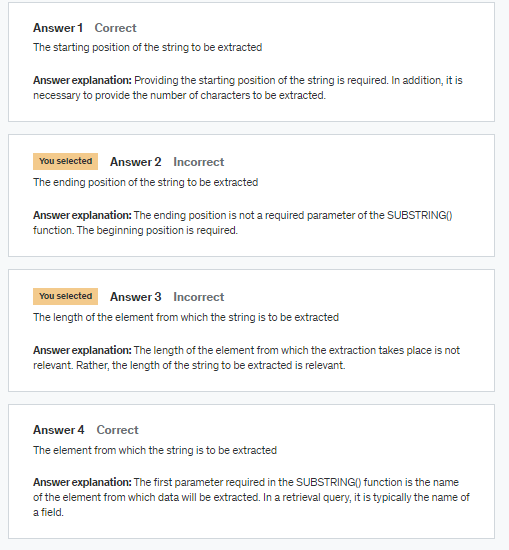 Answer 1 Correct
The starting position of the string to be extracted
Answer explanation: Providing the starting position of the string is required. In addition, it is
necessary to provide the number of characters to be extracted.
You selected Answer 2 Incorrect
The ending position of the string to be extracted
Answer explanation: The ending position is not a required parameter of the SUBSTRING()
function. The beginning position is required.
You selected Answer 3 Incorrect
The length of the element from which the string is to be extracted
Answer explanation: The length of the element from which the extraction takes place is not
relevant. Rather, the length of the string to be extracted is relevant.
Answer 4 Correct
The element from which the string is to be extracted
Answer explanation: The first parameter required in the SUBSTRING() function is the name
of the element from which data will be extracted. In a retrieval query, it is typically the name of
a field.